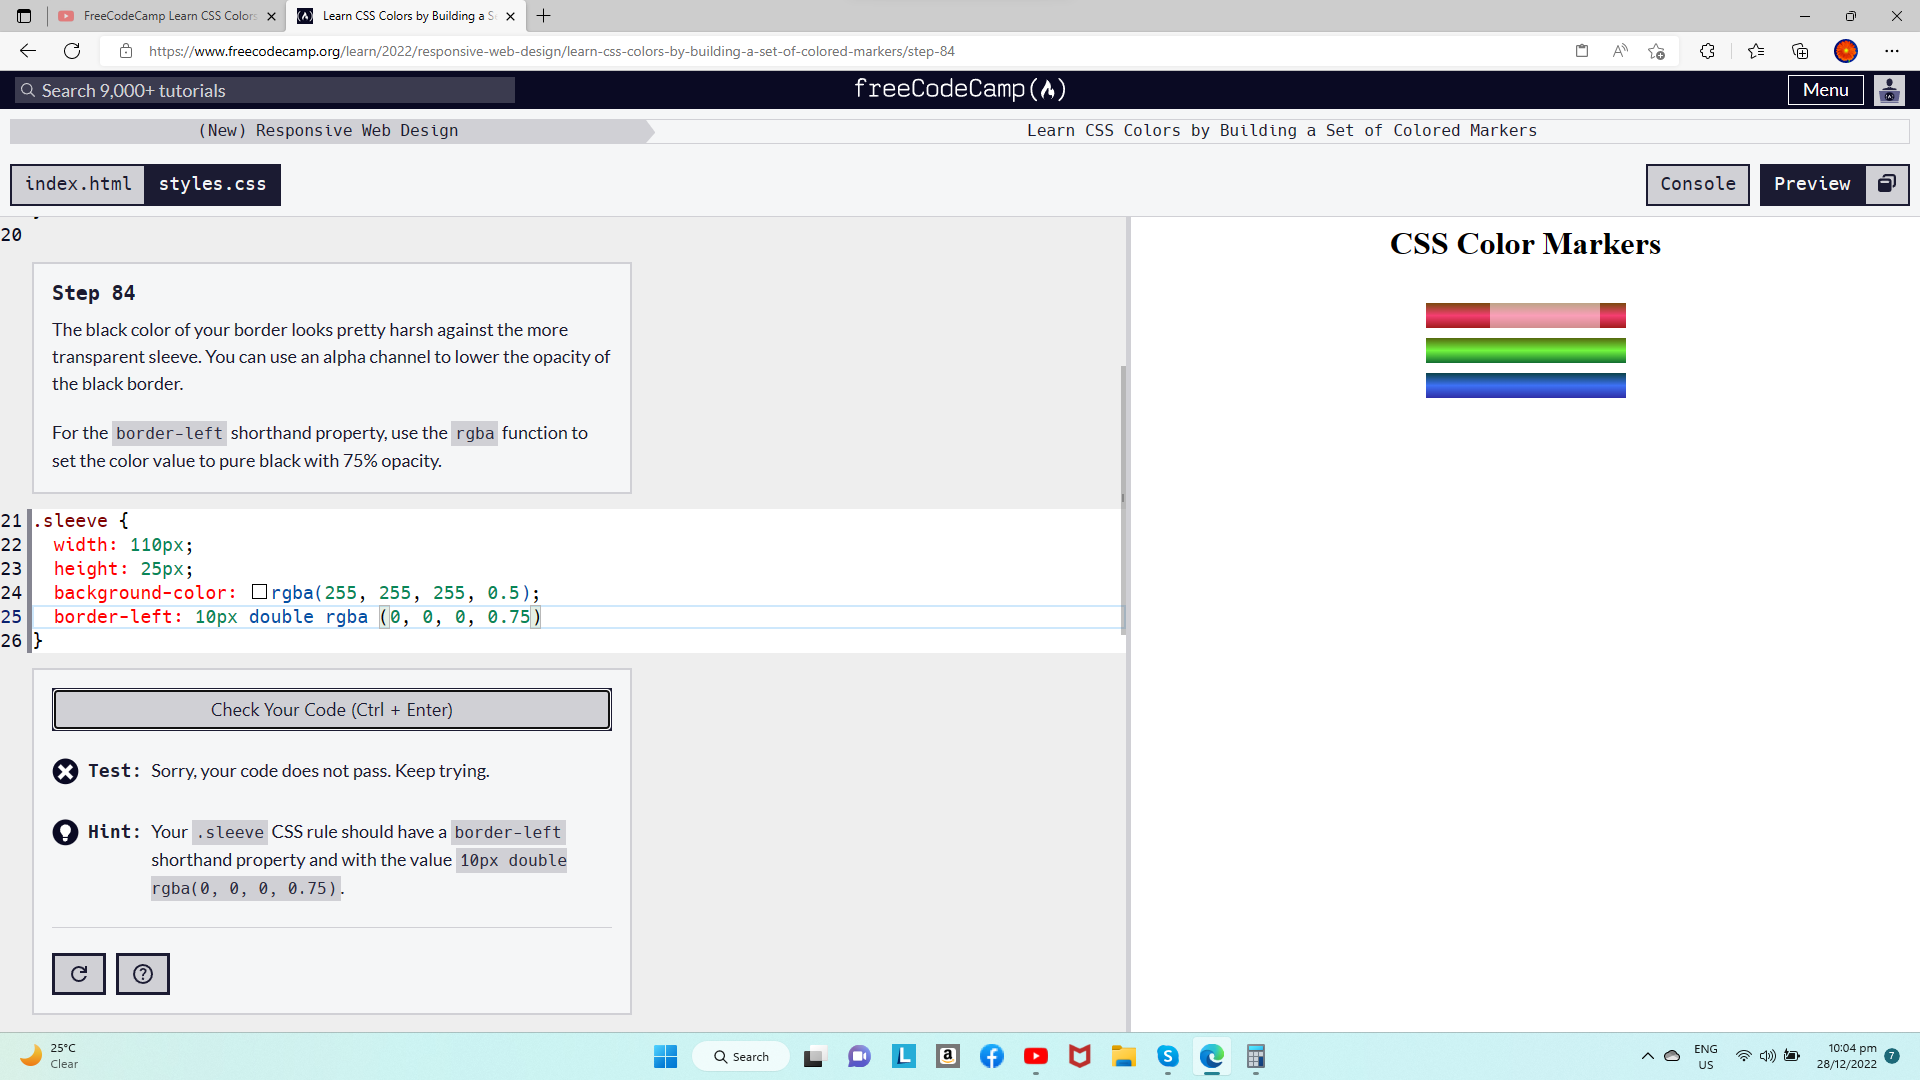 FreeCodeCamp Learn CSS Colors
Learn CSS Colors by Building a Se
https://www.freecodecamp.org/learn/2022/responsive-web-design/learn-css-colors-by-building-a-set-of-colored-markers/step-84
Search 9,000+ tutorials
freeCodeCamp
Menu
(New) Responsive Web Design
Learn CSS Colors by Building a Set of Colored Markers
index.html
styles.css
Console
Preview
20
CSS Color Markers
Step 84
The black color of your border looks pretty harsh against the more
transparent sleeve. You can use an alpha channel to lower the opacity of
the black border.
For the border-left shorthand property, use the rgba function to
set the color value to pure black with 75% opacity.
21 .sleeve {
22 width: 110px;
23 height: 25px;
24 background-color: rgba(255, 255, 255, 0.5);
25 border-left: 10px double rgba (0, 0, 0, 0.75)
26 }
Check Your Code (Ctrl + Enter)
Test: Sorry, your code does not pass. Keep trying.
Hint: Your .sleeve CSS rule should have a border-left
shorthand property and with the value 10px double
rgba(0, 0, 0, 0.75).
25°C
Clear
Search
ENG
US
10:04 pm
28/12/2022
7